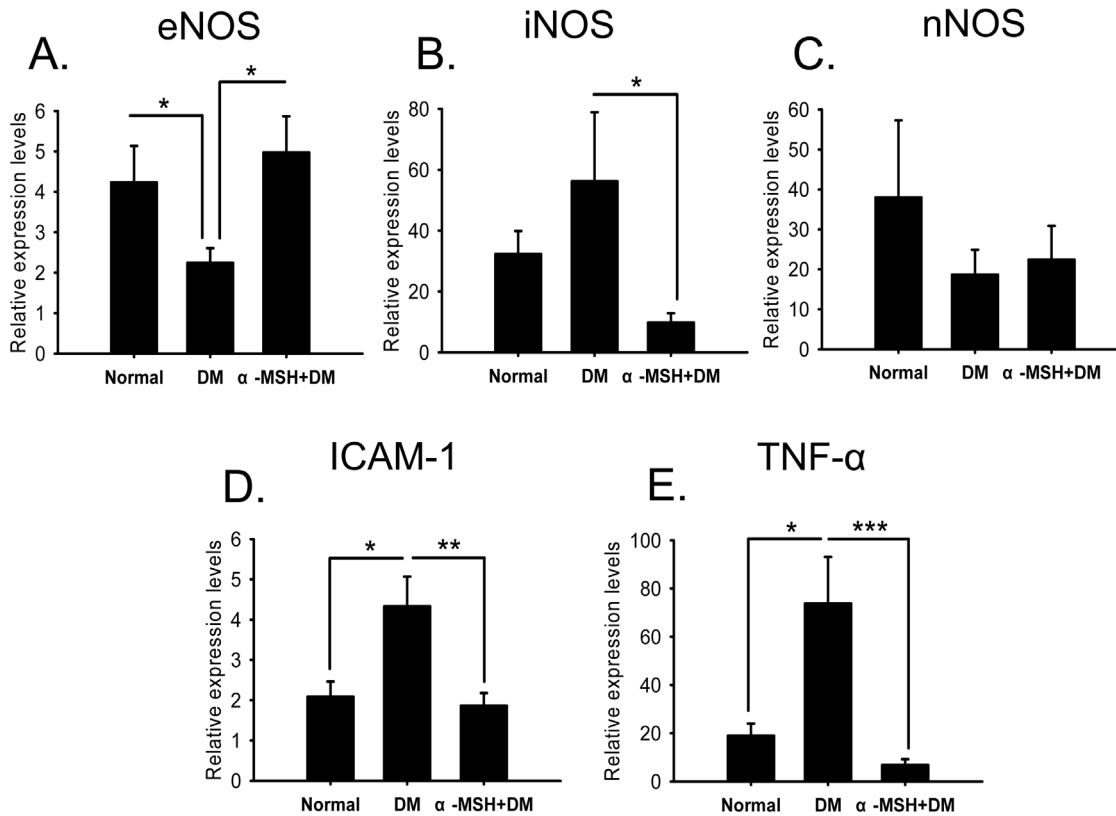 eNOS
iNOS
nNOS
A.
B.
C.
*
*
*
Relative expression levels
6
5
4
3
2
1
0
Normal DM α -MSH+DM
Relative expression levels
80
60
40
20
0
Normal DM α -MSH+DM
Relative expression levels
60
50
40
30
20
10
0
Normal DM α -MSH+DM
ICAM-1
TNF-α
D.
E.
* **
* ***
Relative expression levels
6
5
4
3
2
1
0
Normal DM α -MSH+DM
Relative expression levels
100
80
60
40
20
0
Normal DM α -MSH+DM